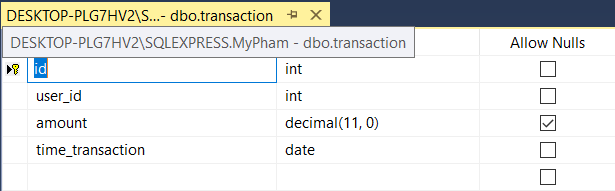 DESKTOP-PLG7HV2\S...- dbo.transaction
DESKTOP-PLG7HV2\SQLEXPRESS.MyPham - dbo.transaction
Allow Nulls
id int
user_id int
amount decimal(11, 0)
time_transaction date